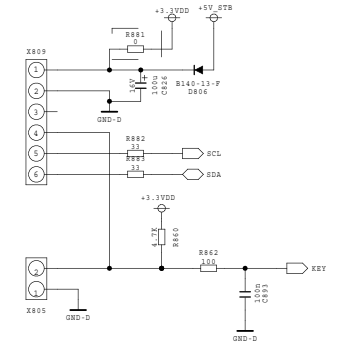 +3.3VDD
+5V_STB
R881
0
X809
1
16V
+
100u
C826
B140-13-F
D806
2
3
GND-D
4
R882
5
33
SCL
R883
6
33
SDA
+3.3VDD
4.7K
R860
R862
2
100
KEY
1
100n
C893
X805
GND-D
GND-D